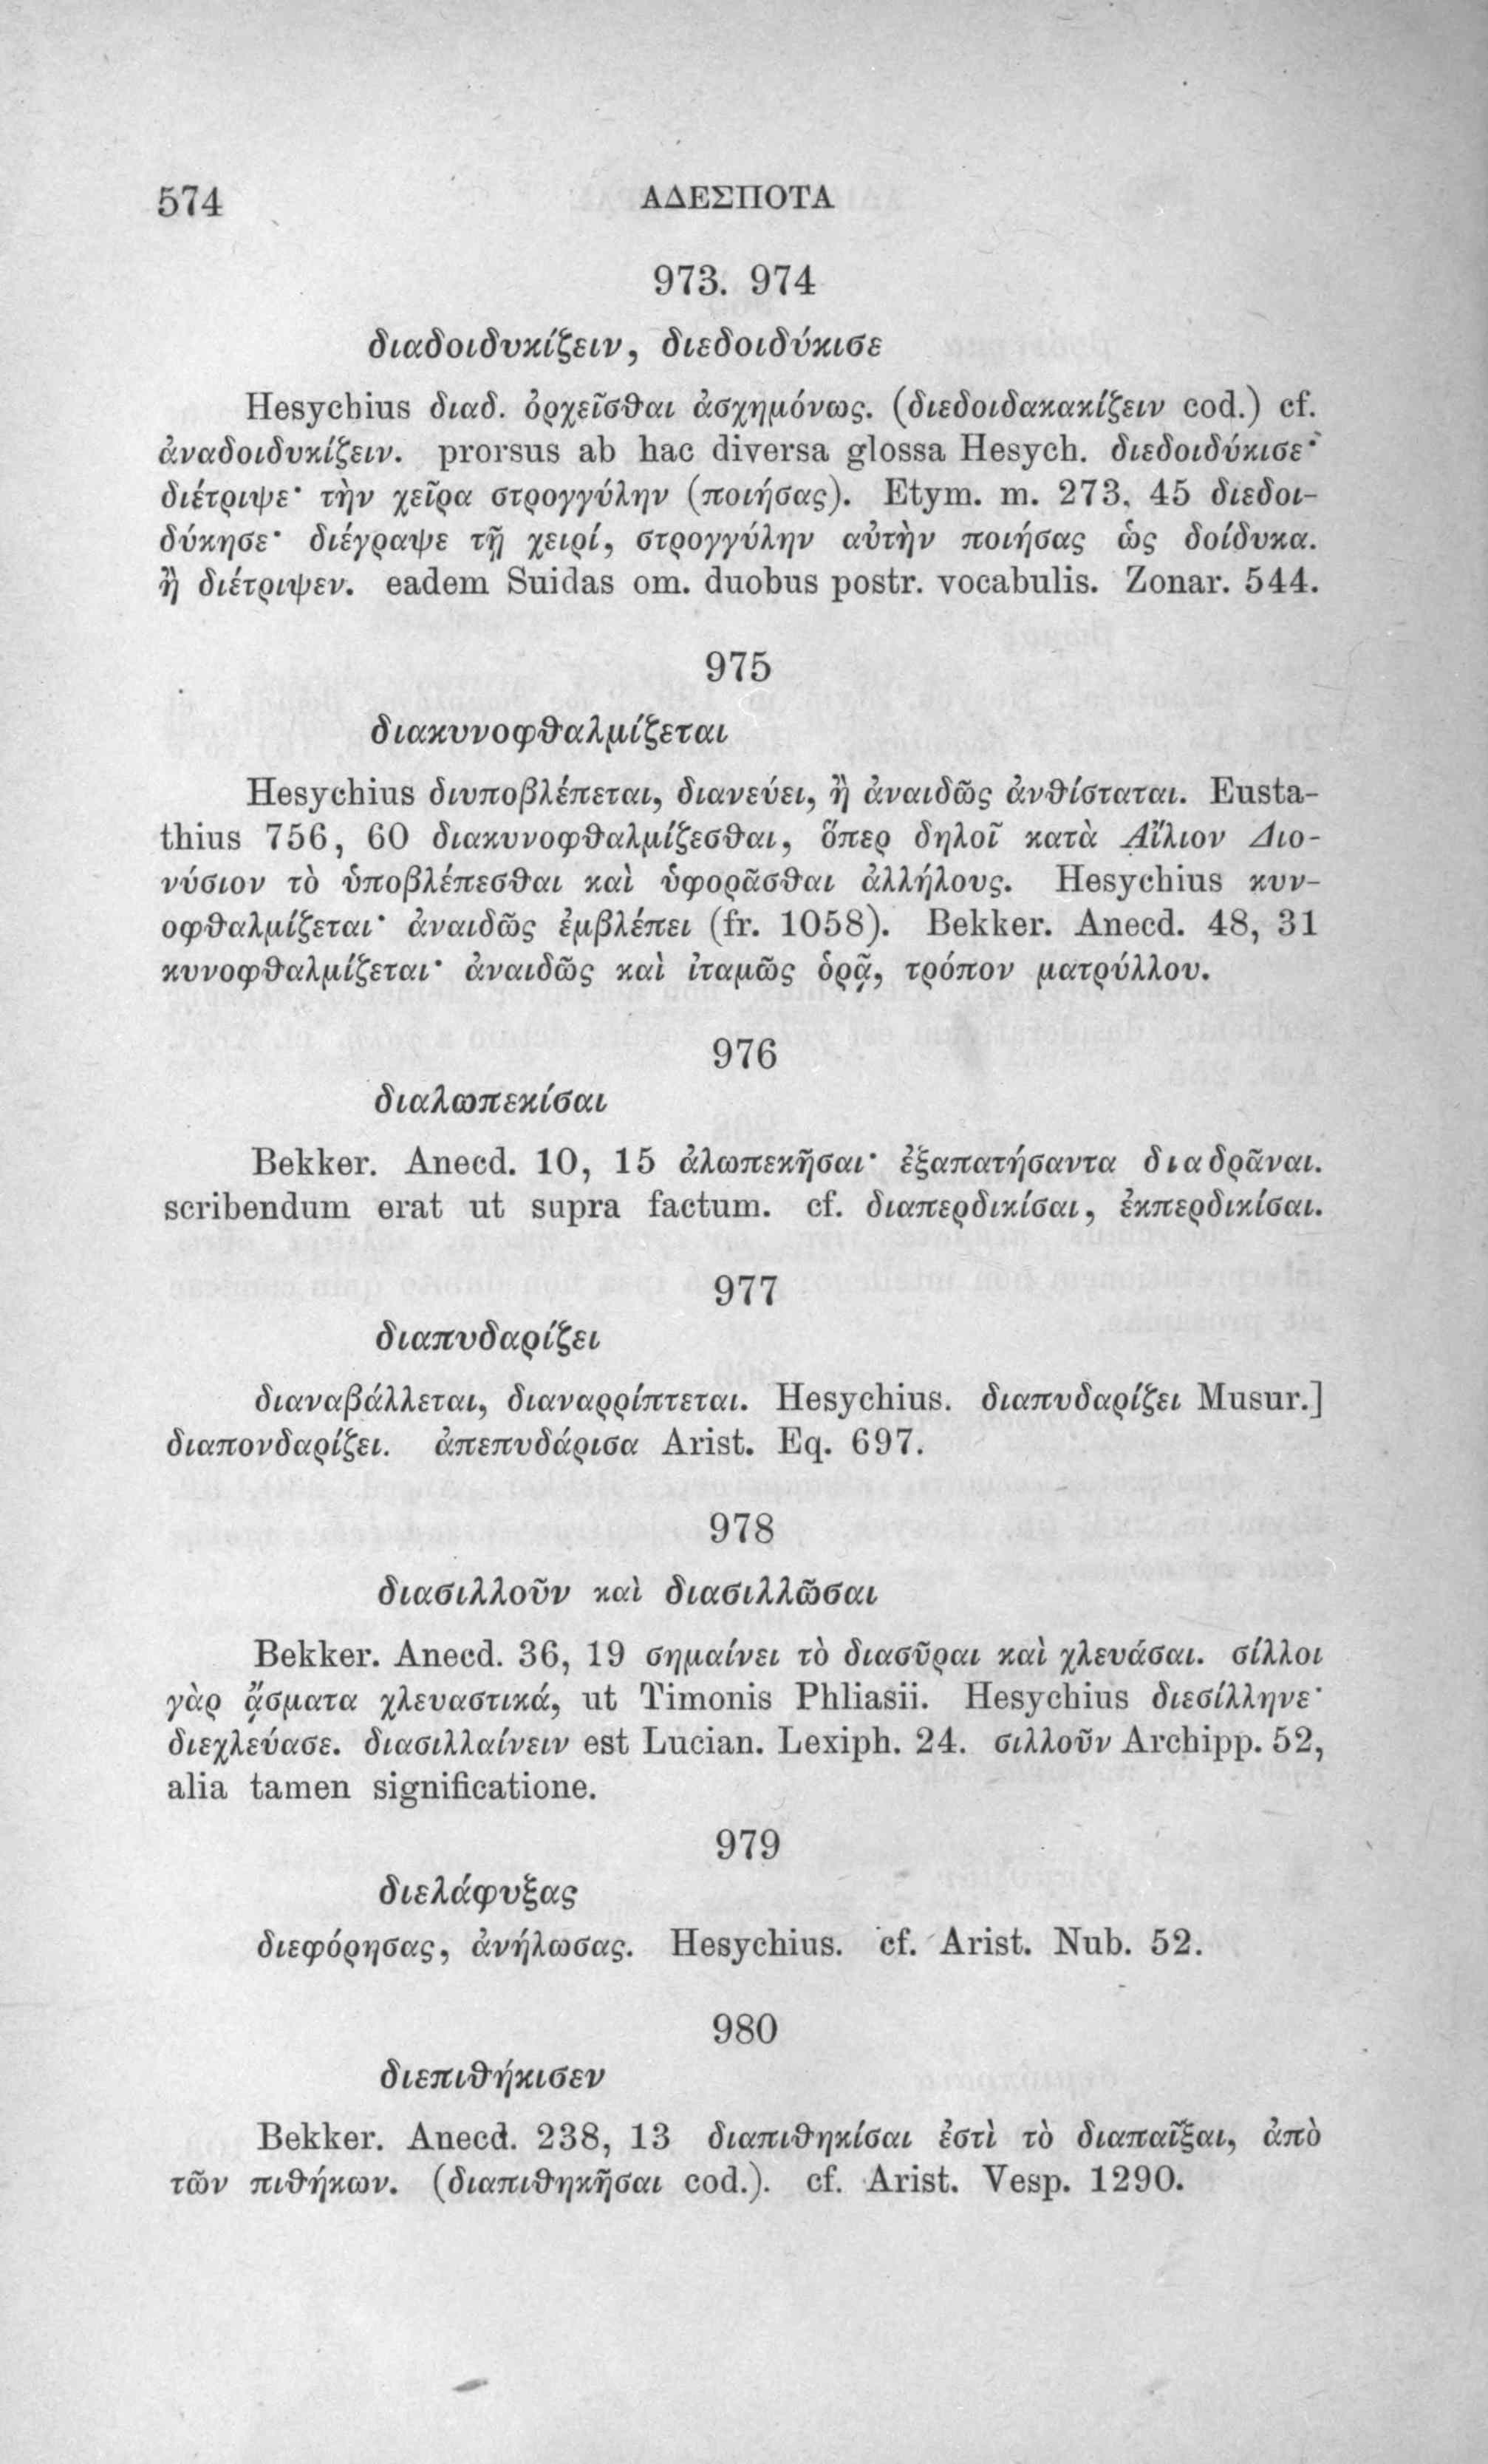 574 ΑΔΕΣΠΟΤΑ
973. 974
διαδοιδυκίζειν, διεδοιδύκισε
Hesychius διαδ. ὀρχεῖσθαι ἀσχημόνως. (διεδοιδακακίζειν cod.) cf.
ἀναδοιδυκίζειν. prorsus ab hac diversa glossa Hesych. διεδοιδύκισε·
διέτριψε· τὴν χεῖρα στρογγύλην (ποιήσας). Etym. m. 273, 45 διεδοι-
δύκησε· διέγραψε τῇ χειρί, στρογγύλην αὐτὴν ποιήσας ὡς δοίδυκα.
ἢ διέτριψεν. eadem Suidas om. duobus postr. vocabulis. Zonar. 544.
975
διακυνοφθαλμίζεται
Hesychius διυποβλέπεται, διανεύει, ἢ ἀναιδῶς ἀνθίσταται. Eusta-
thius 756, 60 διακυνοφθαλμίζεσθαι, ὅπερ δηλοῖ κατὰ Αἴλιον Διο-
νύσιον τὸ ὑποβλέπεσθαι καὶ ὑφορᾶσθαι ἀλλήλους. Hesychius κυν-
οφθαλμίζεται· ἀναιδῶς ἐμβλέπει (fr. 1058). Bekker. Anecd. 48, 31
κυνοφθαλμίζεται· ἀναιδῶς καὶ ἰταμῶς ὁρᾷ, τρόπον ματρύλλου.
976
διαλωπεκίσαι
Bekker. Anecd. 10, 15 ἀλωπεκῆσαι· ἐξαπατήσαντα διαδρᾶναι.
scribendum erat ut supra factum. cf. διαπερδικίσαι, ἐκπερδικίσαι.
977
διαπυδαρίζει
διαναβάλλεται, διαναρρίπτεται. Hesychius. διαπυδαρίζει Musur.]
διαπονδαρίζει. ἀπεπυδάρισα Arist. Eq. 697.
978
διασιλλοῦν καὶ διασιλλῶσαι
Bekker. Anecd. 36, 19 σημαίνει τὸ διασῦραι καὶ χλευάσαι. σίλλοι
γὰρ ᾄσματα χλευαστικά, ut Timonis Phliasii. Hesychius διεσίλληνε·
διεχλεύασε. διασιλλαίνειν est Lucian. Lexiph. 24. σιλλοῦν Archipp. 52,
alia tamen significatione.
979
διελάφυξας
διεφόρησας, ἀνήλωσας. Hesychius. cf. Arist. Nub. 52.
980
διεπιθήκισεν
Bekker. Anecd. 238, 13 διαπιθηκίσαι ἐστὶ τὸ διαπαῖξαι, ἀπὸ
τῶν πιθήκων. (διαπιθηκῆσαι cod.). cf. Arist. Vesp. 1290.